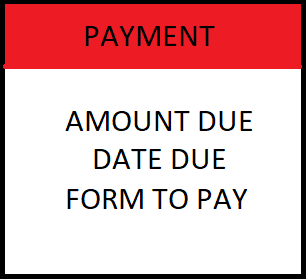 PAYMENT
AMOUNT DUE
DATE DUE
FORM TO PAY